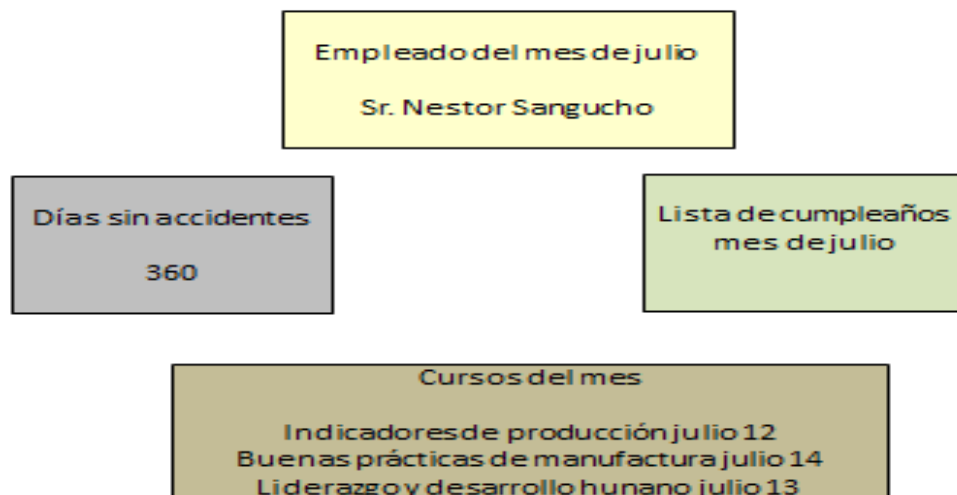 Empleado del mes de julio
Sr. Nestor Sangucho
Días sin accidentes
360
Lista de cumpleaños
mes de julio
Cursos del mes
Indicadores de producción julio 12
Buenas prácticas de manufactura julio 14
Liderazgo y desarrollo hunano julio 13